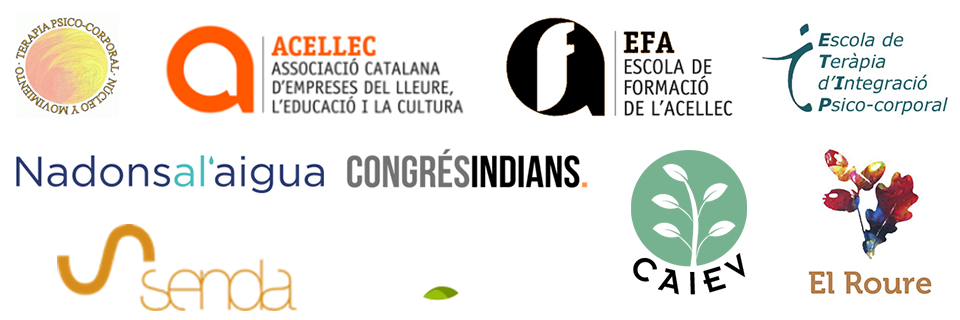 · TERAPIA PSICO-CORPORAL · NÚCLEO Y MOVIMIENTO
ACELLEC
ASSOCIACIÓ CATALANA
D'EMPRESES DEL LLEURE,
L'EDUCACIÓ I LA CULTURA
EFA
ESCOLA DE
FORMACIÓ
DE L'ACELLEC
Escola de
Teràpia
d'Integració
Psico-corporal
Nadonsal'aigua
CONGRÉSINDIANS.
CAIEV
El Roure
senda